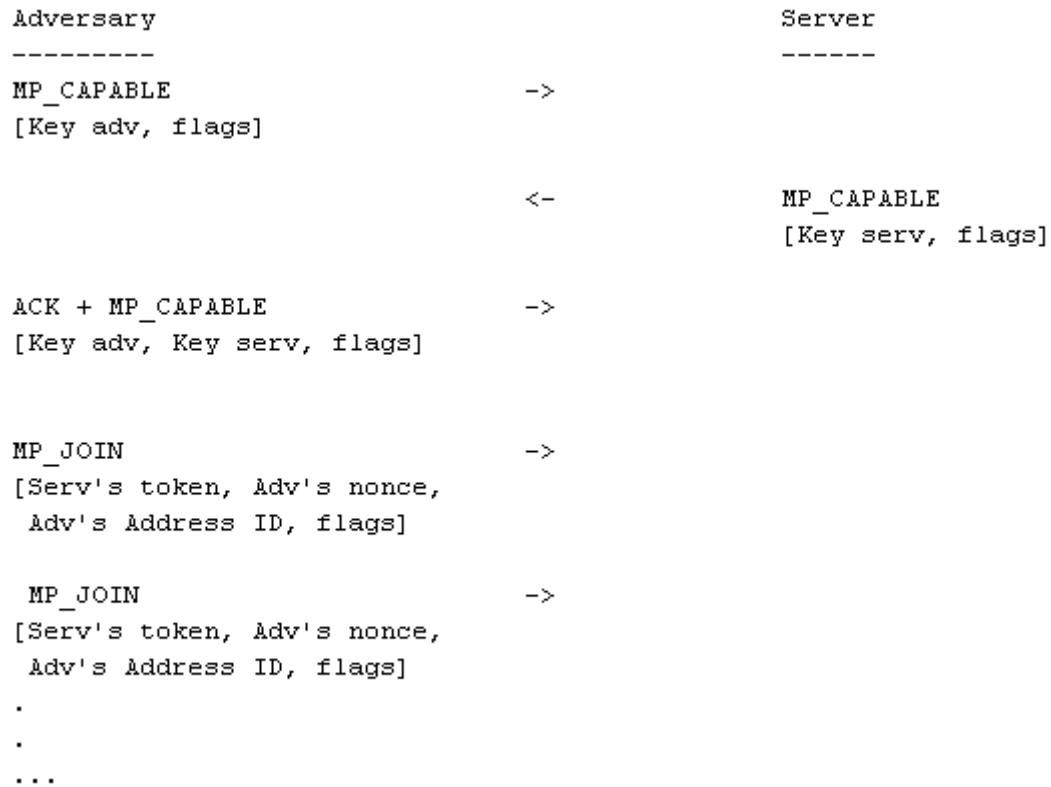 Adversary Server
--------- ------
MP_CAPABLE ->
[Key adv, flags]
<- MP_CAPABLE
[Key serv, flags]
ACK + MP_CAPABLE ->
[Key adv, Key serv, flags]
MP_JOIN ->
[Serv's token, Adv's nonce,
Adv's Address ID, flags]
MP_JOIN ->
[Serv's token, Adv's nonce,
Adv's Address ID, flags]
.
.
...